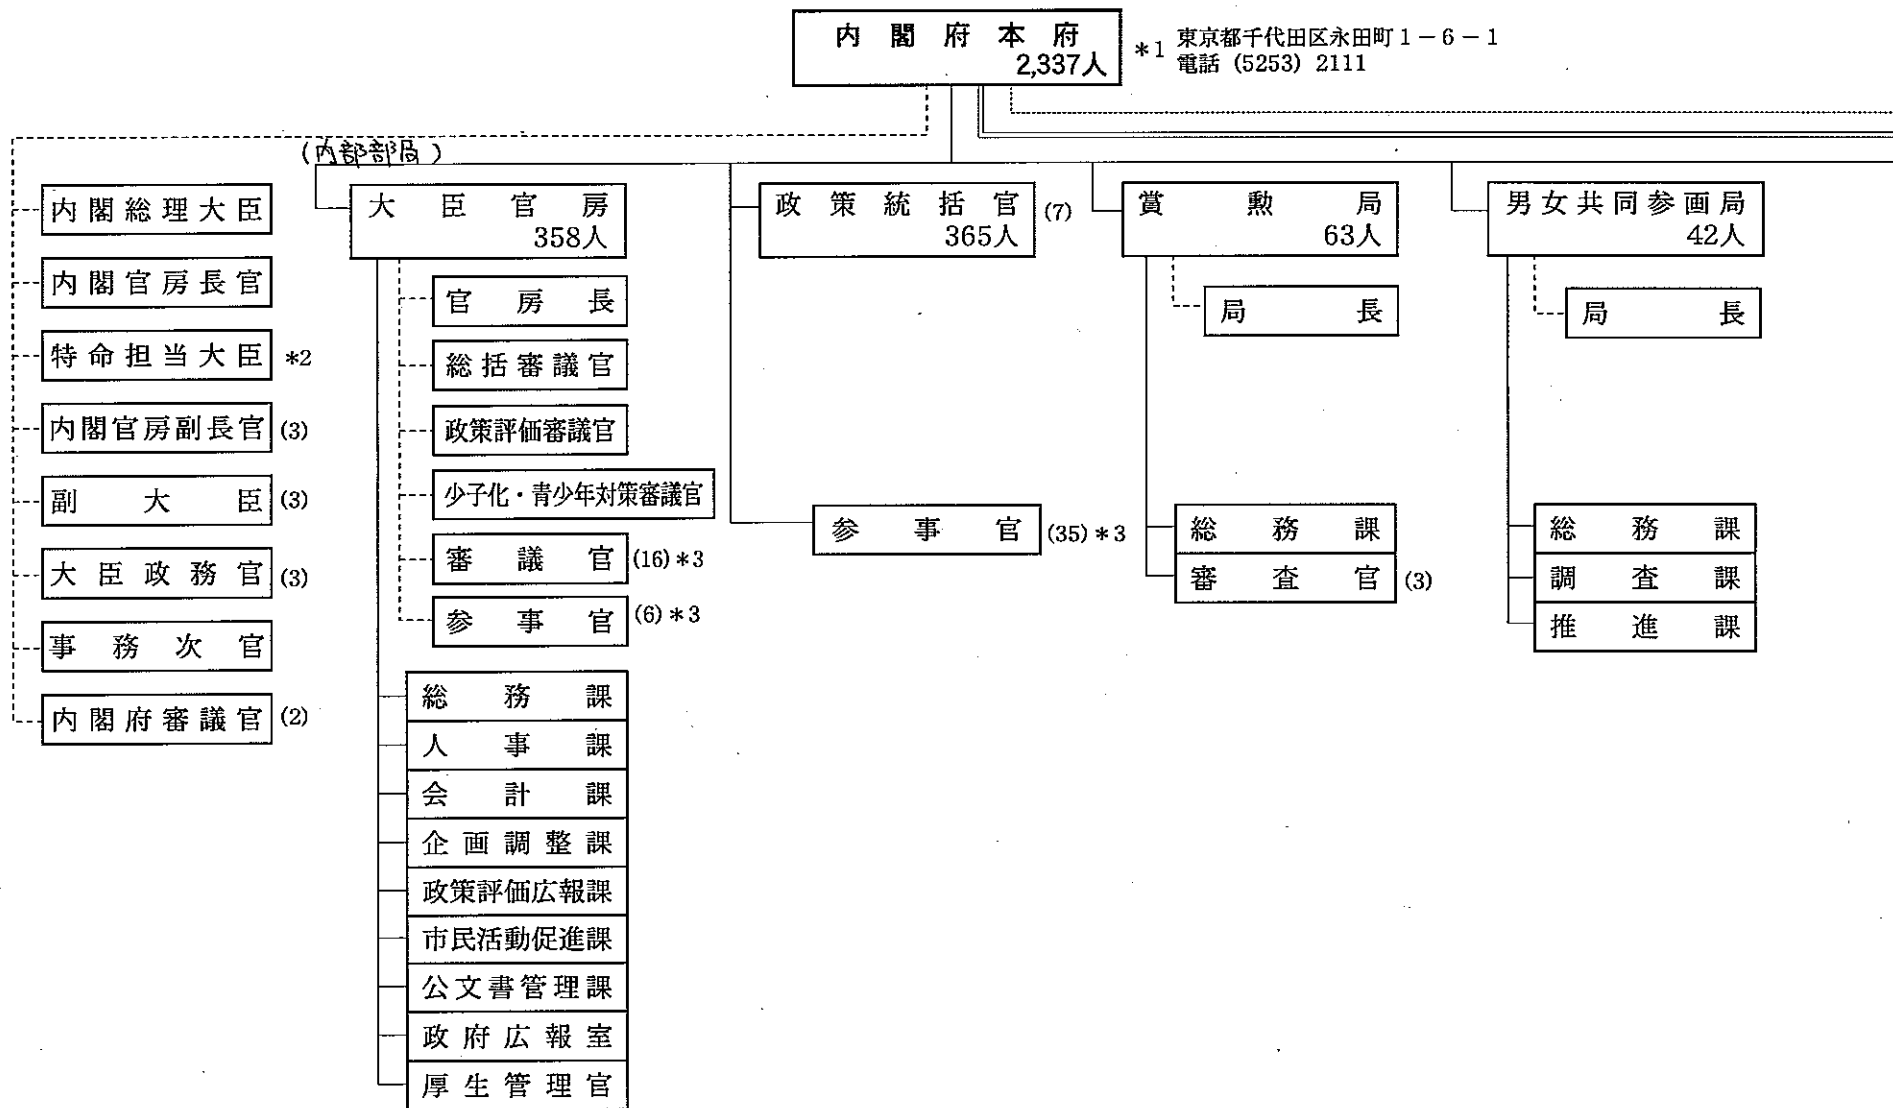 内閣府本府
2,337人
*1 東京都千代田区永田町1-6-1
電話 (5253) 2111
(内部部局)
内閣総理大臣
内閣官房長官
特命担当大臣 *2
内閣官房副長官 (3)
副大臣 (3)
大臣政務官 (3)
事務次官
内閣府審議官 (2)
大臣官房
358人
官房長
総括審議官
政策評価審議官
少子化・青少年対策審議官
審議官 (16) *3
参事官 (6) *3
総務課
人事課
会計課
企画調整課
政策評価広報課
市民活動促進課
公文書管理課
政府広報室
厚生管理官
政策統括官 (7)
365人
参事官 (35) *3
賞勲局
63人
局長
総務課
審査官 (3)
男女共同参画局
42人
局長
総務課
調査課
推進課